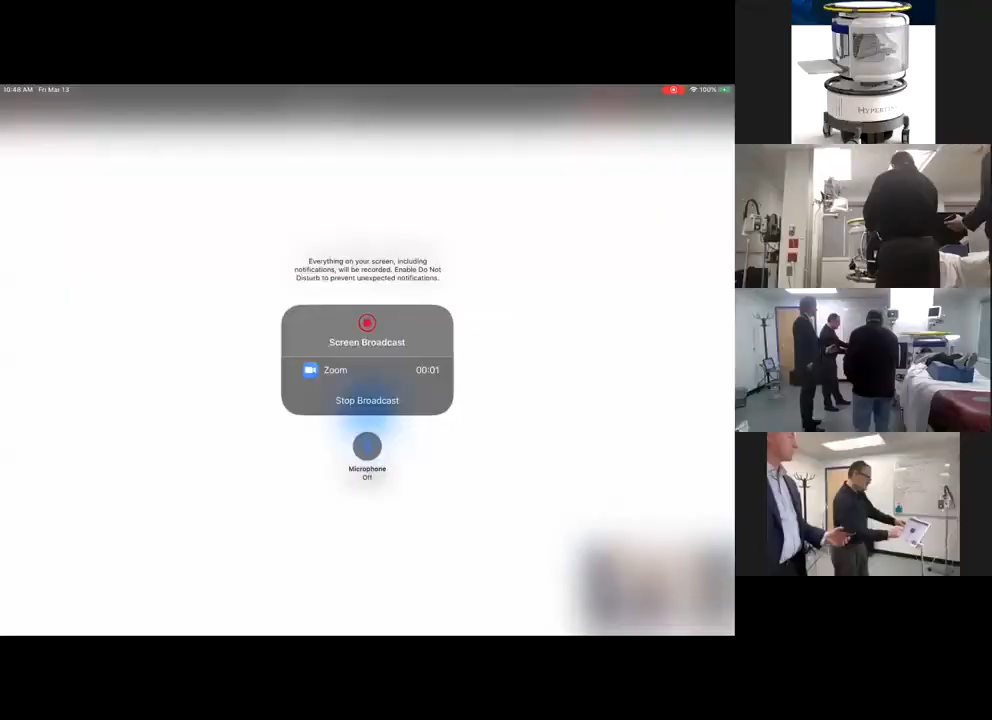 10:48 AM Fri Mar 13
100%
Everything on your screen, including
notifications, will be recorded. Enable Do Not
Disturb to prevent unexpected notifications.
Screen Broadcast
Zoom 00:01
Stop Broadcast
Microphone
Off